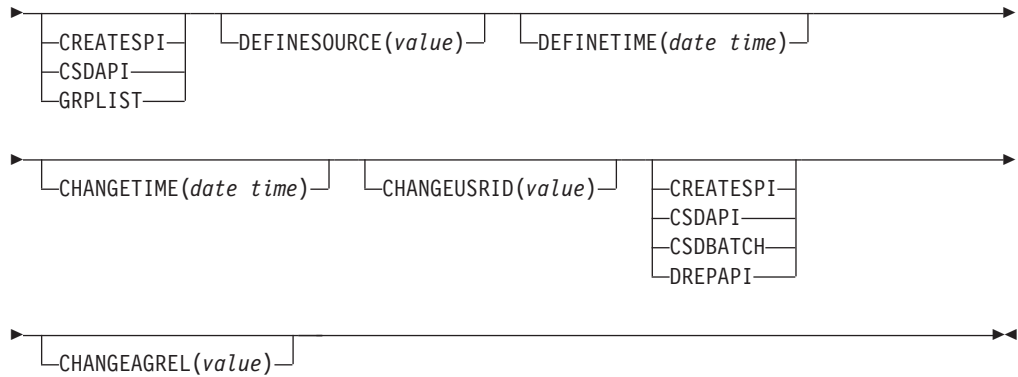 CREATESPI
CSDAPI
GRPLIST
DEFINESOURCE(value)
DEFINETIME(date time)
CHANGETIME(date time)
CHANGEUSRID(value)
CREATESPI
CSDAPI
CSDBATCH
DREPAPI
CHANGEAGREL(value)